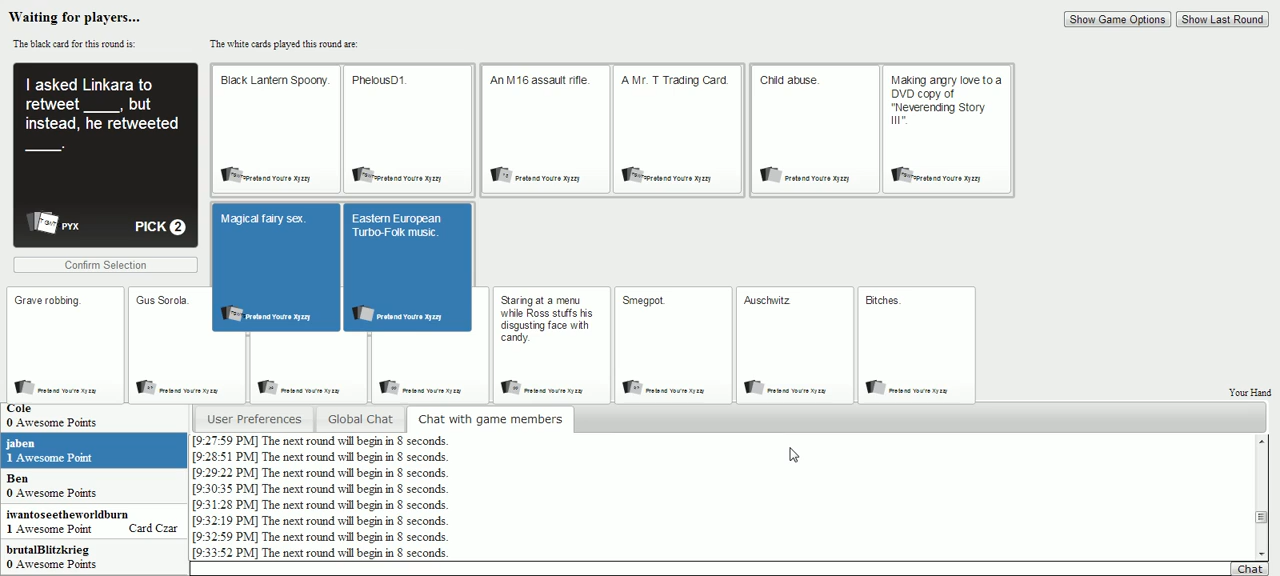 Waiting for players...
Show Game Options
Show Last Round
The black card for this round is:
The white cards played this round are:
I asked Linkara to
retweet ____, but
instead, he retweeted
____.
PYX
PICK 2
Confirm Selection
Black Lantern Spoony.
Pretend You're Xyzzy
PhelousD1.
Pretend You're Xyzzy
An M16 assault rifle.
Pretend You're Xyzzy
A Mr. T Trading Card.
Pretend You're Xyzzy
Child abuse.
Pretend You're Xyzzy
Making angry love to a
DVD copy of
"Neverending Story
III".
Pretend You're Xyzzy
Magical fairy sex.
Pretend You're Xyzzy
Eastern European
Turbo-Folk music.
Pretend You're Xyzzy
Grave robbing.
Pretend You're Xyzzy
Gus Sorola.
Pretend You're Xyzzy
Pretend You're Xyzzy
Pretend You're Xyzzy
Staring at a menu
while Ross stuffs his
disgusting face with
candy.
Pretend You're Xyzzy
Smegpot.
Pretend You're Xyzzy
Auschwitz.
Pretend You're Xyzzy
Bitches.
Pretend You're Xyzzy
Your Hand
Cole
0 Awesome Points
jaben
1 Awesome Point
Ben
0 Awesome Points
iwantoseetheworldburn
1 Awesome Point Card Czar
brutalBlitzkrieg
0 Awesome Points
User Preferences
Global Chat
Chat with game members
[9:27:59 PM] The next round will begin in 8 seconds.
[9:28:51 PM] The next round will begin in 8 seconds.
[9:29:22 PM] The next round will begin in 8 seconds.
[9:30:35 PM] The next round will begin in 8 seconds.
[9:31:28 PM] The next round will begin in 8 seconds.
[9:32:19 PM] The next round will begin in 8 seconds.
[9:32:59 PM] The next round will begin in 8 seconds.
[9:33:52 PM] The next round will begin in 8 seconds.
Chat